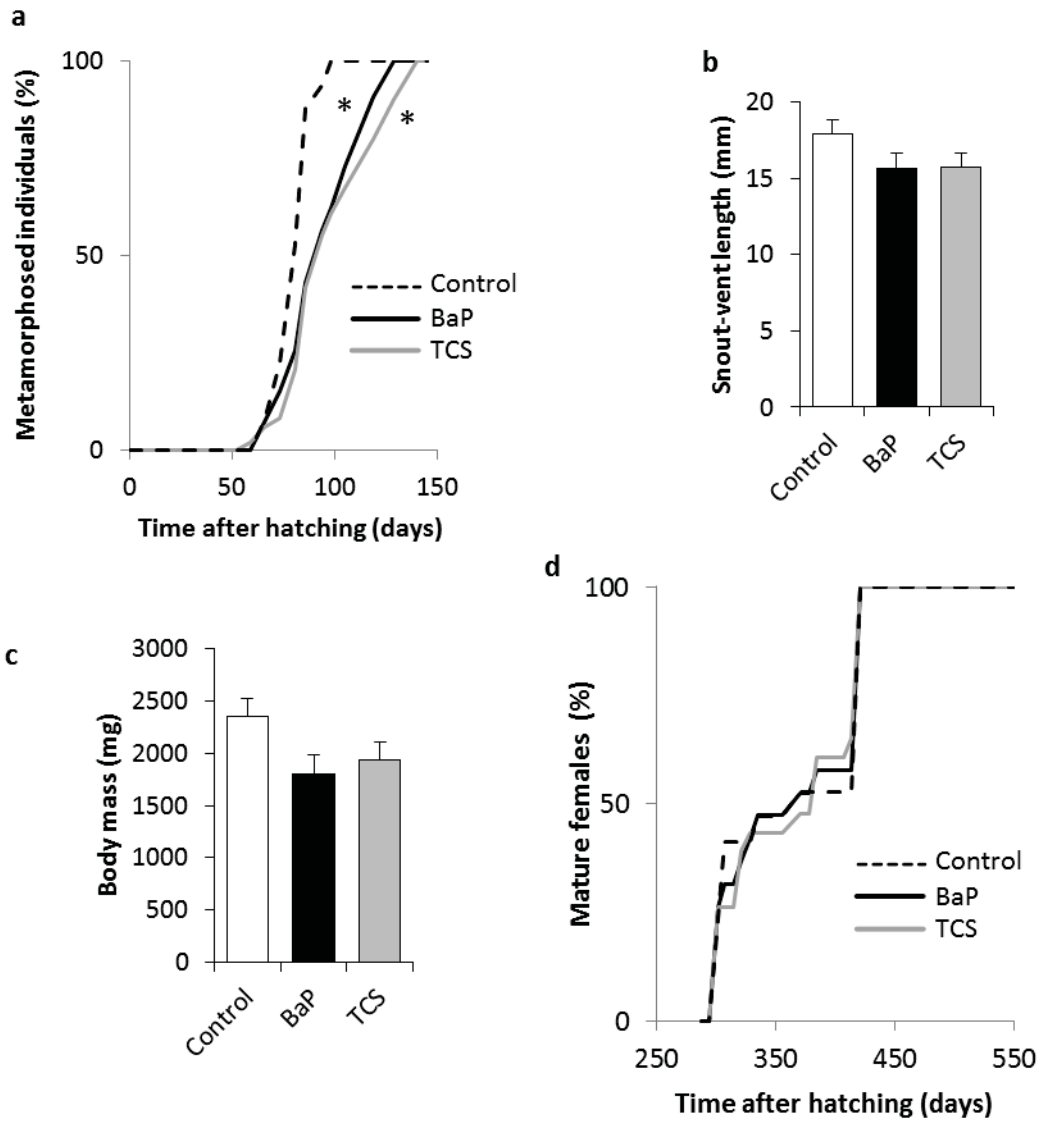 a
Metamorphosed individuals (%)
100
50
0
*
*
Control
BaP
TCS
0 50 100 150
Time after hatching (days)
b
Snout-vent length (mm)
20
15
10
5
0
Control BaP TCS
c
Body mass (mg)
3000
2500
2000
1500
1000
500
0
Control BaP TCS
d
Mature females (%)
100
50
0
Control
BaP
TCS
250 350 450 550
Time after hatching (days)